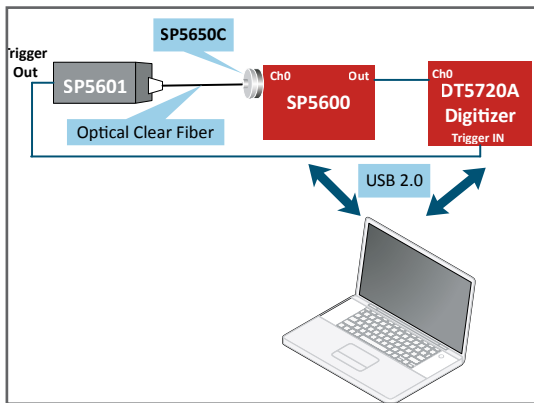 SP5650C
Trigger
Out
SP5601
Ch0
Out
SP5600
Ch0
DT5720A
Digitizer
Trigger IN
Optical Clear Fiber
USB 2.0